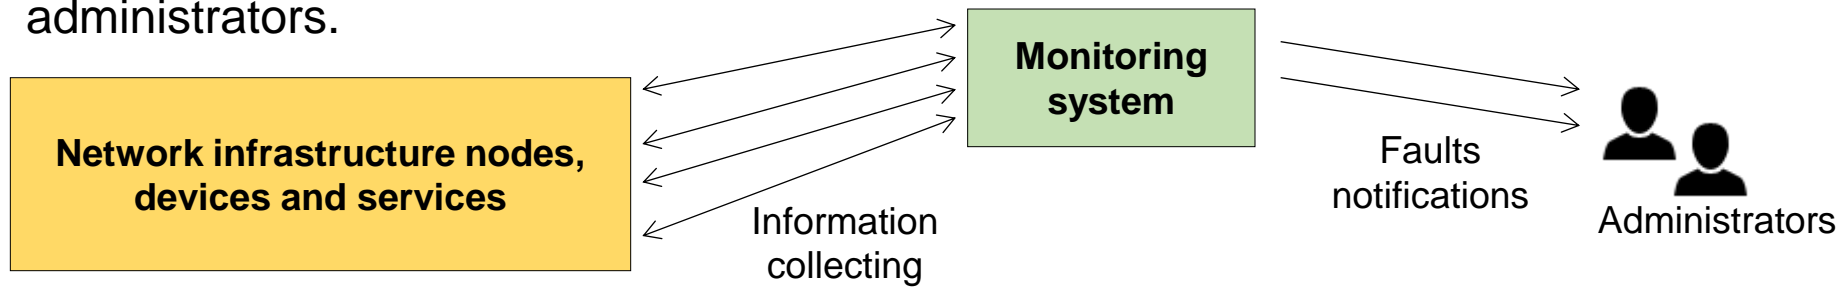 administrators.
Network infrastructure nodes,
devices and services
Information
collecting
Monitoring
system
Faults
notifications
Administrators